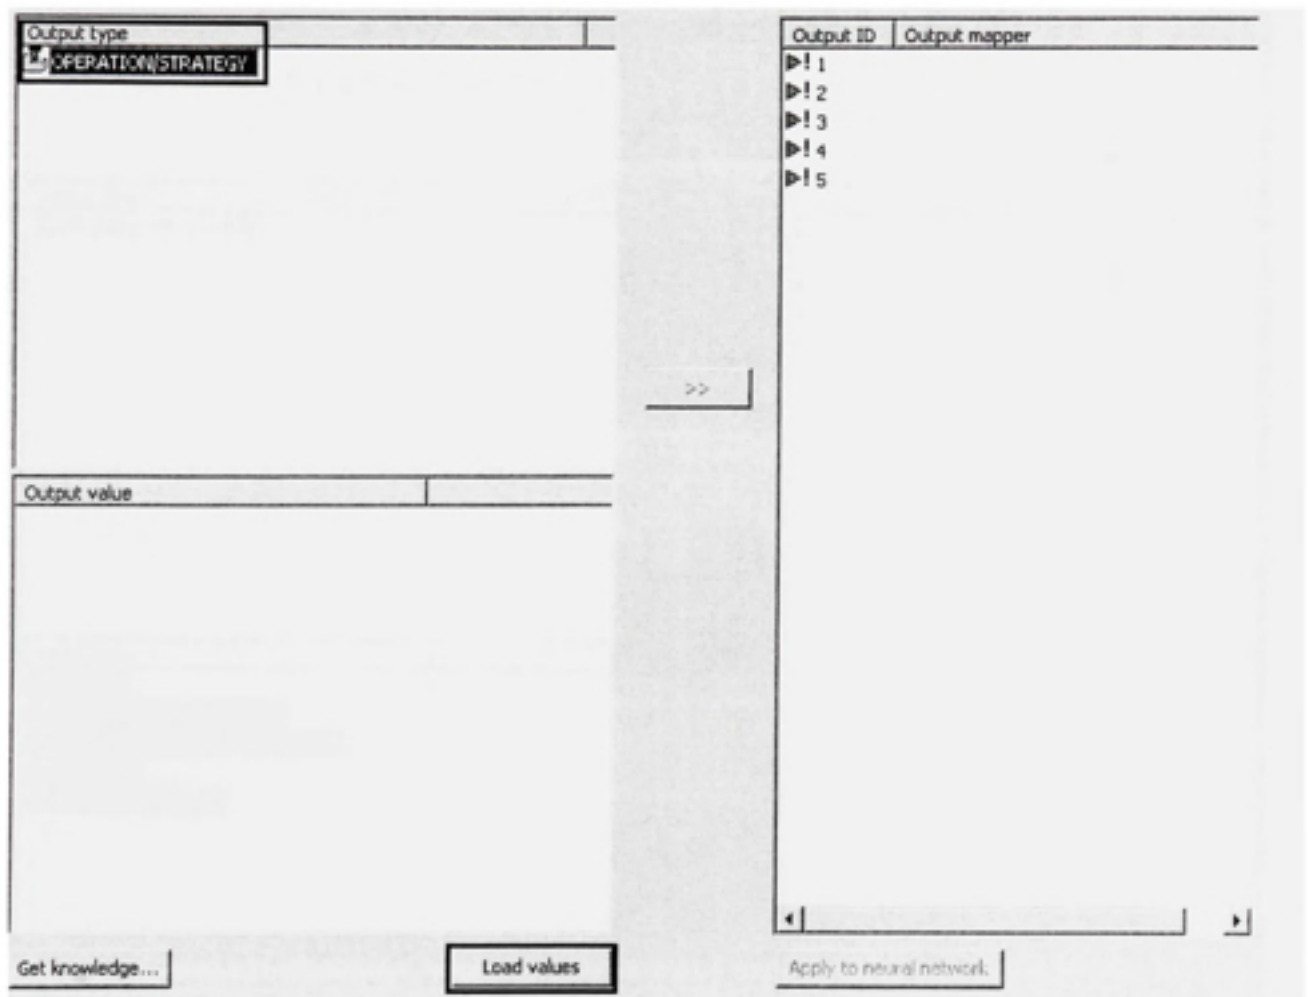 Output type
OPERATION/STRATEGY
Output value
Get knowledge...
Load values
>>
Output ID Output mapper
! 1
! 2
! 3
! 4
! 5
Apply to neural network